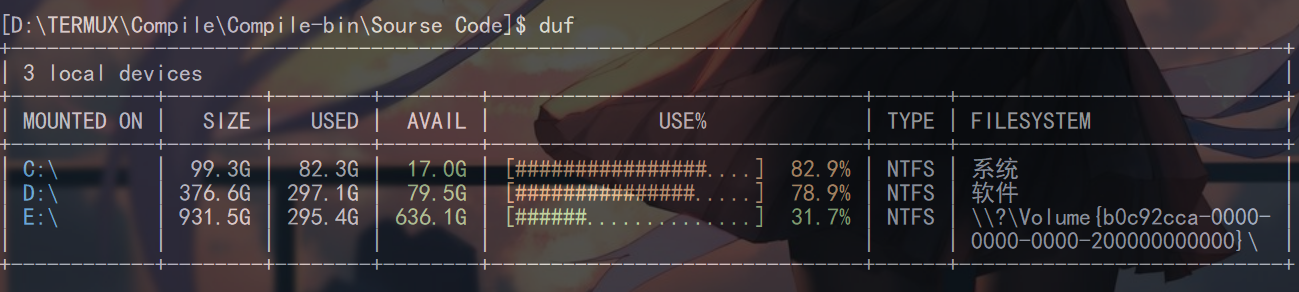 [D:\TERMUX\Compile\Compile-bin\Sourse Code]$ duf
3 local devices
MOUNTED ON | SIZE | USED | AVAIL | USE% | TYPE | FILESYSTEM
C:\ | 99.3G | 82.3G | 17.0G | [################....] 82.9% | NTFS | 系统
D:\ | 376.6G | 297.1G | 79.5G | [###############.....] 78.9% | NTFS | 软件
E:\ | 931.5G | 295.4G | 636.1G | [######..............] 31.7% | NTFS | \\?\Volume{b0c92cca-0000-
0000-0000-200000000000}\